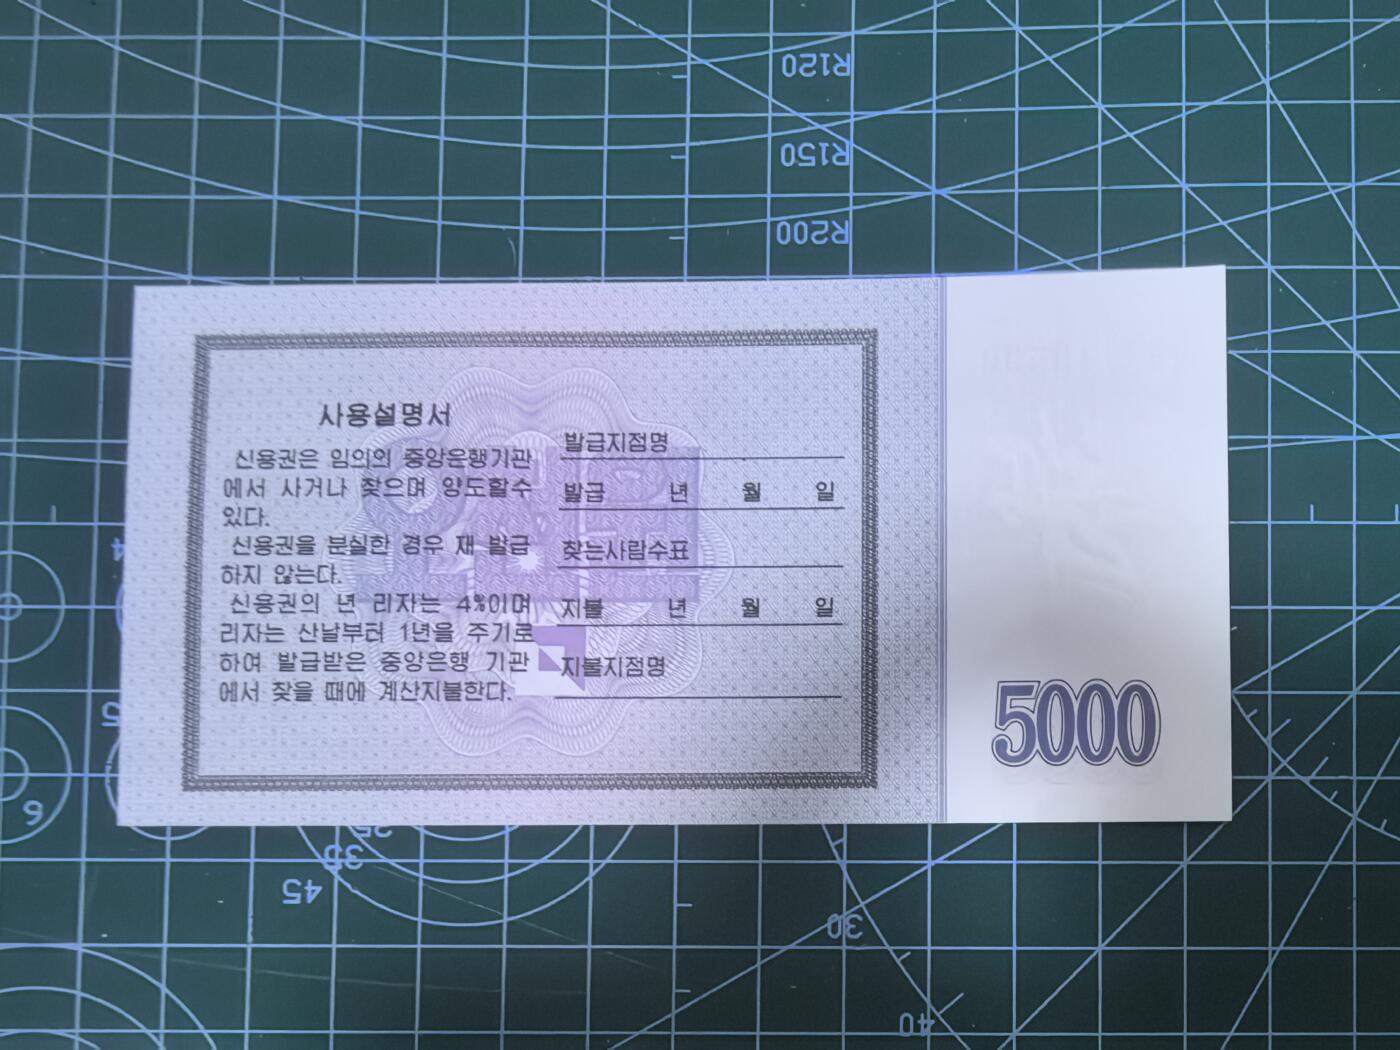 R120
R150
R200
사용설명서
신용권은 임의의 중앙은행기관
에서 사거나 찾으며 양도할수
있다.
신용권을 분실한 경우 재 발급
하지 않는다.
신용권의 년 리자는 4%이며
리자는 산날부터 1년을 주기로
하여 발급받은 중앙은행 기관
에서 찾을 때에 계산지불한다.
발급지점명
발급 년 월 일
찾는사람수표
지불 년 월 일
지불지점명
5000
4
5
6
25
35
45
30
40